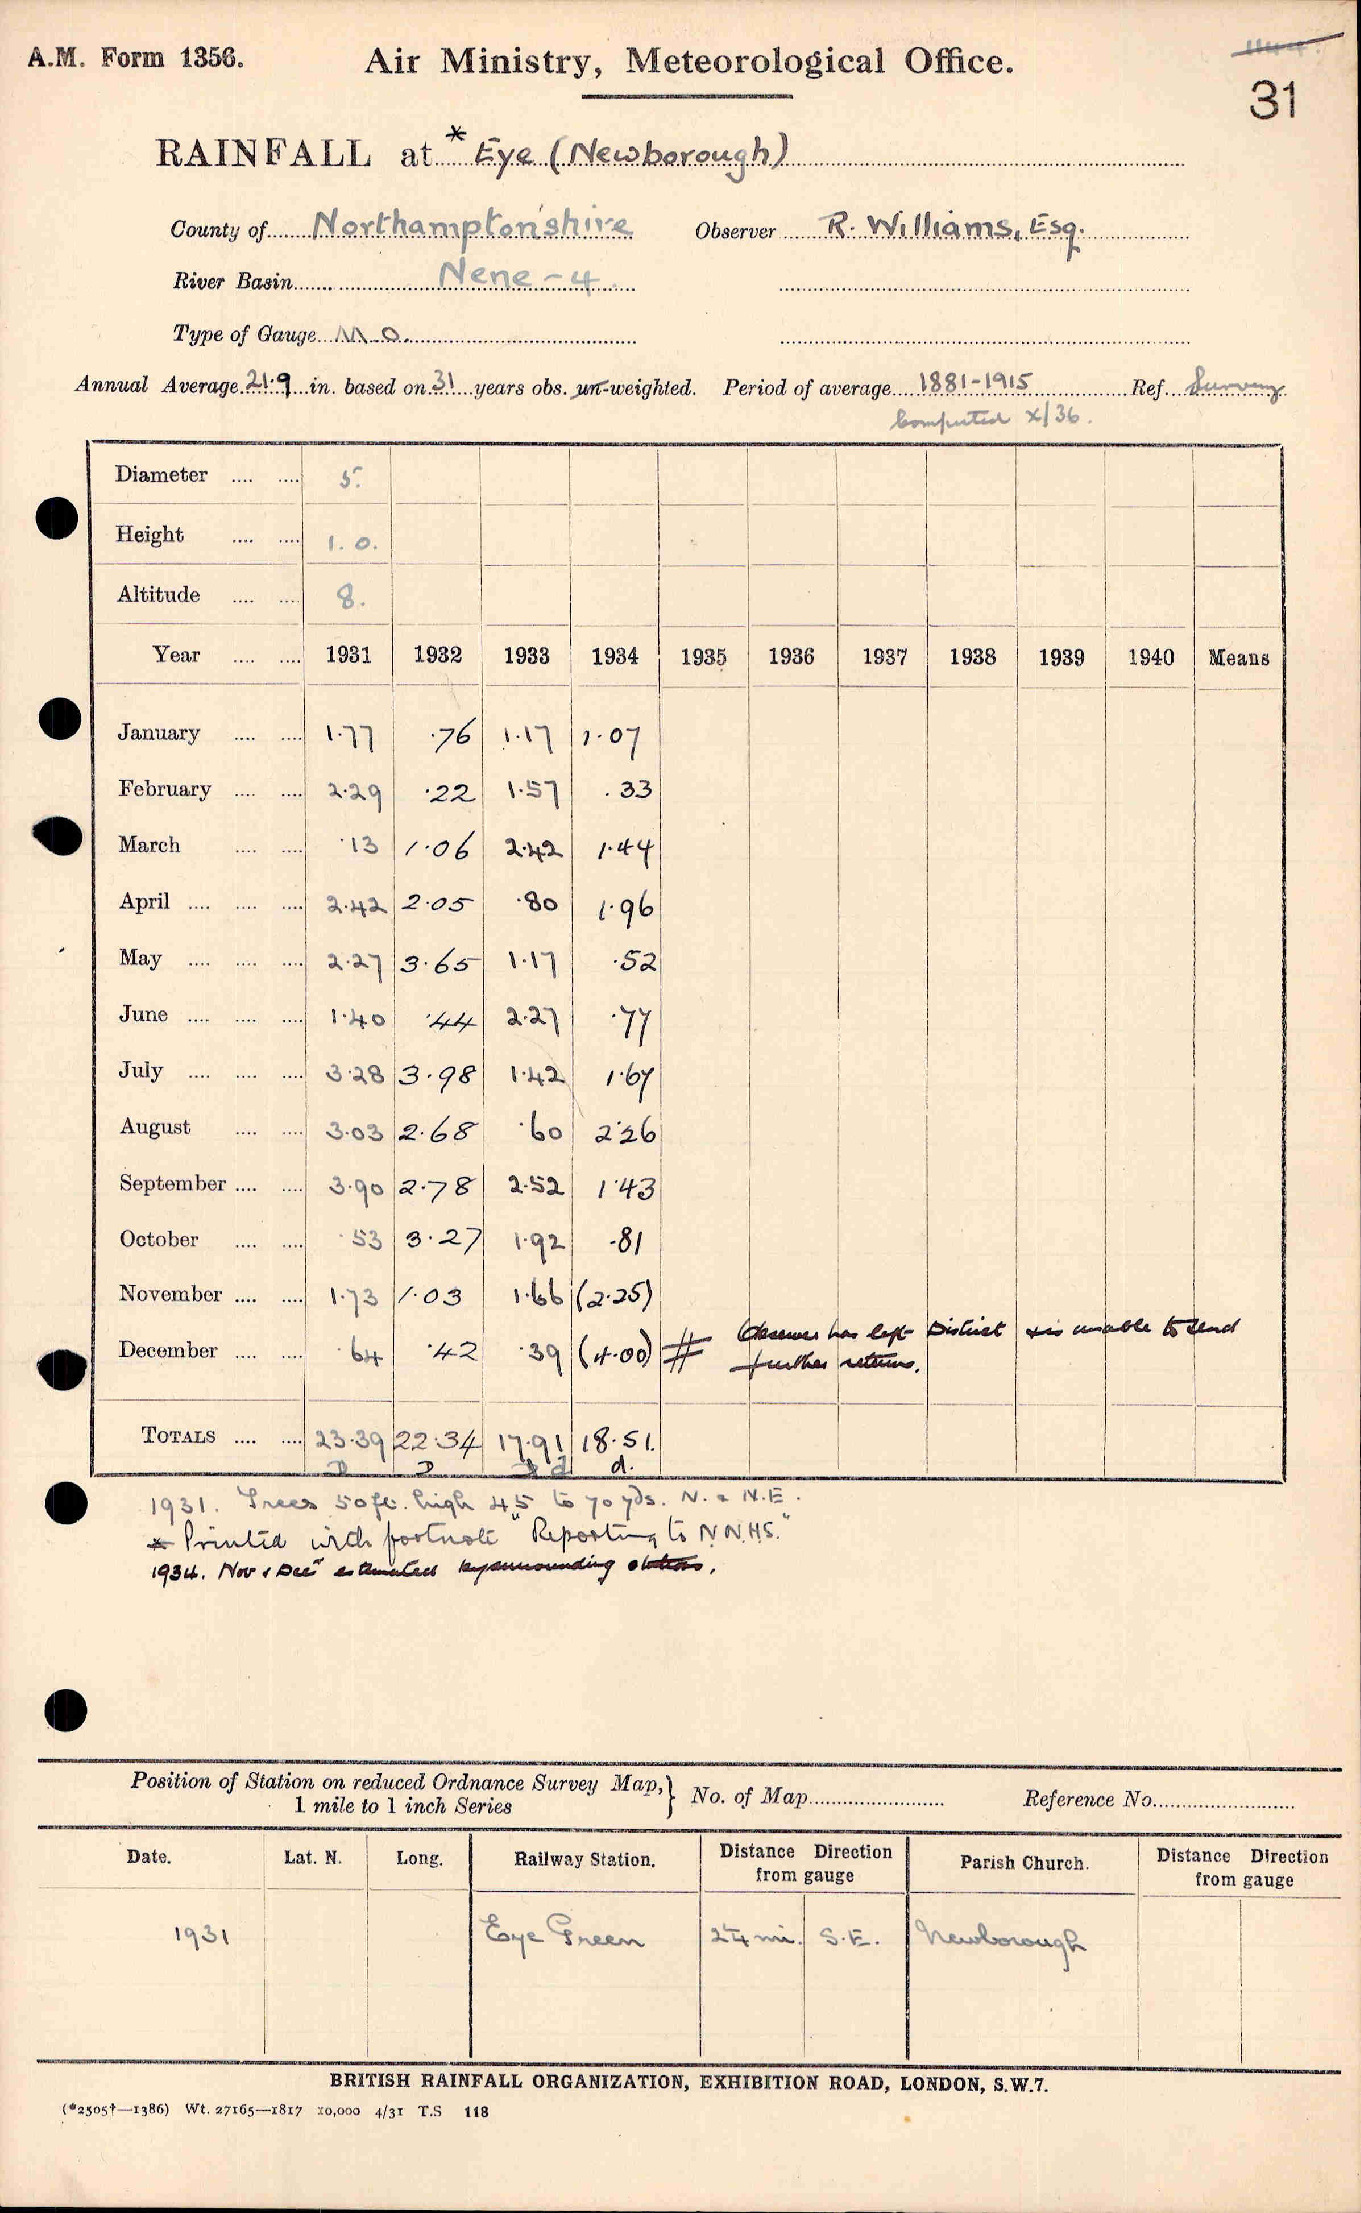 A.M. Form 1356.
Air Ministry, Meteorological Office.
31
RAINFALL at * Eye (Newborough)
County of Northamptonshire Observer R. Williams, Esq.
River Basin Nene - 4.
Type of Gauge M.O.
Annual Average 21.9 in. based on 31 years obs. un-weighted. Period of average 1881-1915 Ref. Survey
Computed X/36.
Diameter .... .... 5.
Height .... .... 1. 0.
Altitude .... .... 8.
Year .... .... 1931 1932 1933 1934 1935 1936 1937 1938 1939 1940 Means
January .... .... 1.77 .76 1.17 1.07
February .... .... 2.29 .22 1.57 .33
March .... .... .13 1.06 2.42 1.44
April .... .... .... 2.42 2.05 .80 1.96
May .... .... .... 2.27 3.65 1.17 .52
June .... .... .... 1.40 .44 2.27 .77
July .... .... .... 3.28 3.98 1.42 1.67
August .... .... 3.03 2.68 .60 2.26
September .... .... 3.90 2.78 2.52 1.43
October .... .... .53 3.27 1.92 .81
November .... .... 1.73 1.03 1.66 (2.25)
December .... .... .64 .42 .39 (4.00) # Observer has left District & is unable to send
further returns.
TOTALS .... .... 23.39 22.34 17.91 18.51.
D D D d d.
1931. Trees 50ft. high 45 to 70 yds. N. & N.E.
* Printed with footnote "Reporting to N.N.H.S."
1934. Nov & Decr estimated by surrounding stations.
Position of Station on reduced Ordnance Survey Map, } No. of Map Reference No.
1 mile to 1 inch Series
Date. Lat. N. Long. Railway Station. Distance Direction from gauge Parish Church. Distance Direction from gauge
1931 Eye Green 2¼ mi. S.E. Newborough
BRITISH RAINFALL ORGANIZATION, EXHIBITION ROAD, LONDON, S.W.7.
(*2505†—1386) Wt. 27165—1817 10,000 4/31 T.S 118